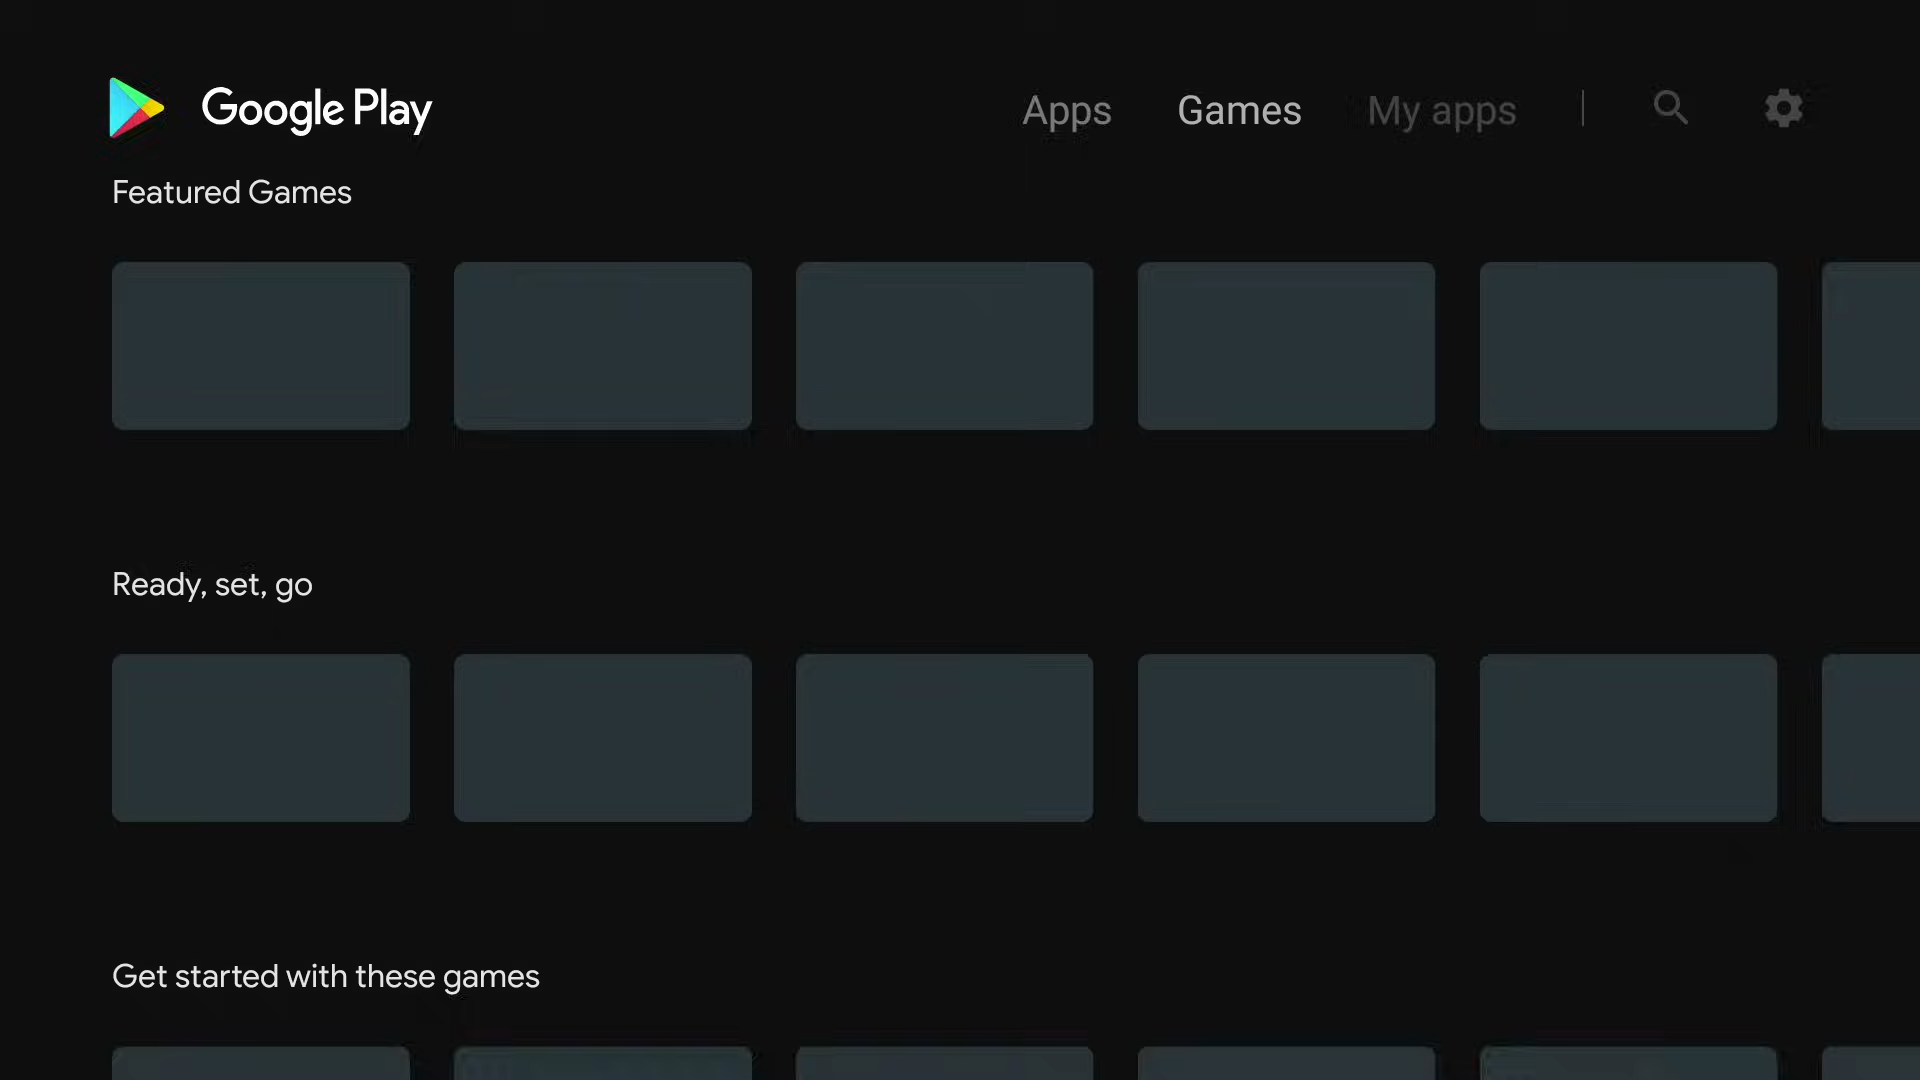 Google Play
Apps
Games
My apps
Featured Games
Ready, set, go
Get started with these games